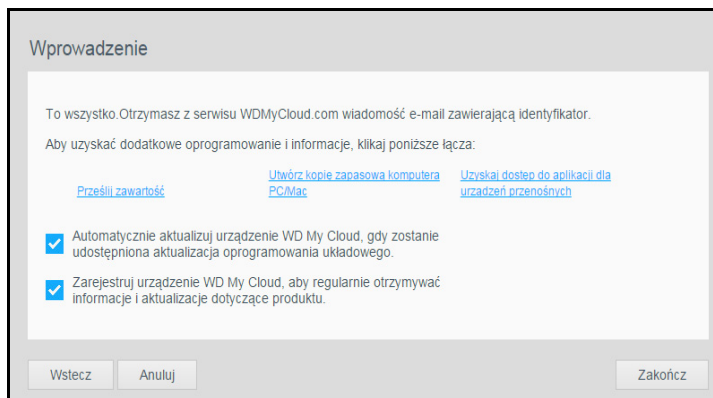 Wprowadzenie
To wszystko.Otrzymasz z serwisu WDMyCloud.com wiadomość e-mail zawierającą identyfikator.
Aby uzyskać dodatkowe oprogramowanie i informacje, klikaj poniższe łącza:
Prześlij zawartość
Utwórz kopię zapasową komputera
PC/Mac
Uzyskaj dostęp do aplikacji dla
urządzeń przenośnych
Automatycznie aktualizuj urządzenie WD My Cloud, gdy zostanie
udostępniona aktualizacja oprogramowania układowego.
Zarejestruj urządzenie WD My Cloud, aby regularnie otrzymywać
informacje i aktualizacje dotyczące produktu.
Wstecz
Anuluj
Zakończ